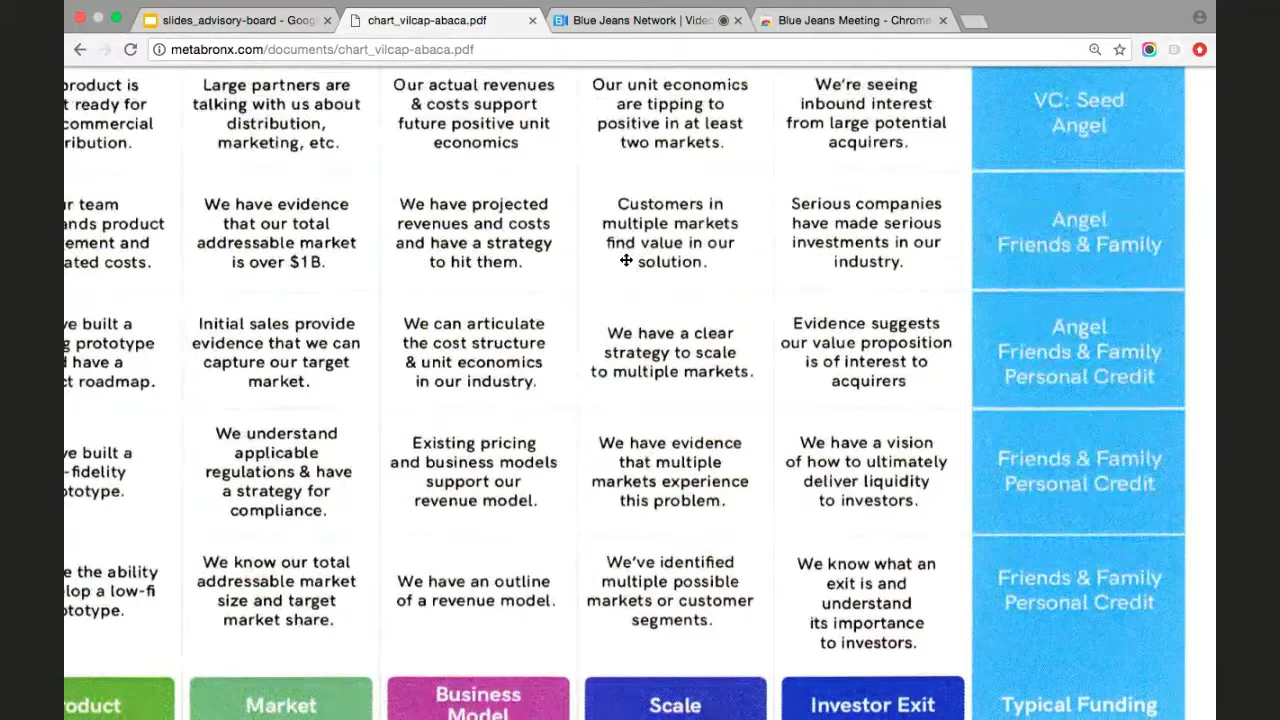 slides_advisory-board - Goog
chart_vilcap-abaca.pdf
Blue Jeans Network | Video
Blue Jeans Meeting - Chrome
metabronx.com/documents/chart_vilcap-abaca.pdf
product is
t ready for
commercial
ribution.
Large partners are
talking with us about
distribution,
marketing, etc.
Our actual revenues
& costs support
future positive unit
economics
Our unit economics
are tipping to
positive in at least
two markets.
We're seeing
inbound interest
from large potential
acquirers.
VC: Seed
Angel
r team
ands product
ement and
ated costs.
We have evidence
that our total
addressable market
is over $1B.
We have projected
revenues and costs
and have a strategy
to hit them.
Customers in
multiple markets
find value in our
solution.
Serious companies
have made serious
investments in our
industry.
Angel
Friends & Family
ve built a
g prototype
d have a
ct roadmap.
Initial sales provide
evidence that we can
capture our target
market.
We can articulate
the cost structure
& unit economics
in our industry.
We have a clear
strategy to scale
to multiple markets.
Evidence suggests
our value proposition
is of interest to
acquirers
Angel
Friends & Family
Personal Credit
ve built a
-fidelity
ototype.
We understand
applicable
regulations & have
a strategy for
compliance.
Existing pricing
and business models
support our
revenue model.
We have evidence
that multiple
markets experience
this problem.
We have a vision
of how to ultimately
deliver liquidity
to investors.
Friends & Family
Personal Credit
e the ability
lop a low-fi
ototype.
We know our total
addressable market
size and target
market share.
We have an outline
of a revenue model.
We've identified
multiple possible
markets or customer
segments.
We know what an
exit is and
understand
its importance
to investors.
Friends & Family
Personal Credit
oduct
Market
Business
Model
Scale
Investor Exit
Typical Funding